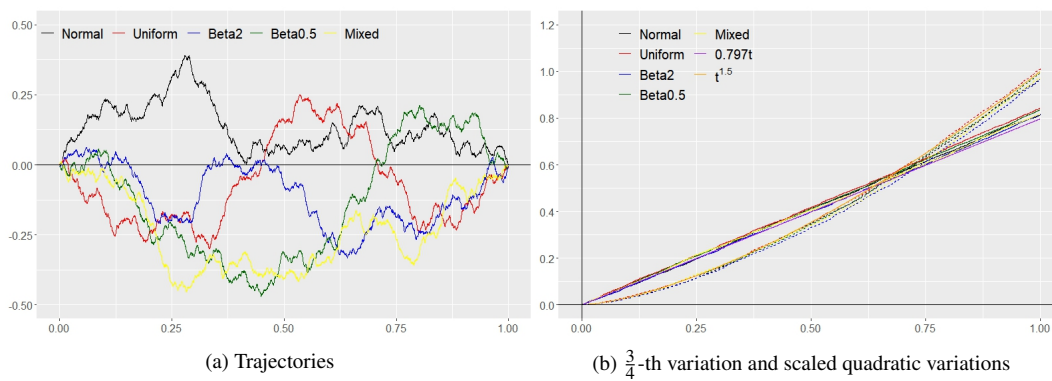 0.50
0.25
0.00
-0.25
-0.50
Normal Uniform Beta2 Beta0.5 Mixed
0.00 0.25 0.50 0.75 1.00
(a) Trajectories
1.2
1.0
0.8
0.6
0.4
0.2
0.0
Normal Mixed
Uniform 0.797t
Beta2 t^1.5
Beta0.5
0.00 0.25 0.50 0.75 1.00
(b) 3/4-th variation and scaled quadratic variations